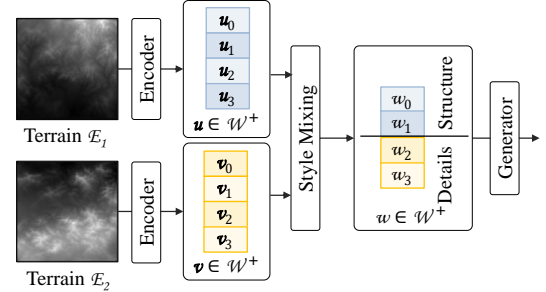 Terrain ℰ₁
Encoder
𝒖₀
𝒖₁
𝒖₂
𝒖₃
𝒖 ∈ 𝒲⁺
Terrain ℰ₂
Encoder
𝒗₀
𝒗₁
𝒗₂
𝒗₃
𝒗 ∈ 𝒲⁺
Style Mixing
w₀
w₁
w₂
w₃
Structure
Details
w ∈ 𝒲⁺
Generator